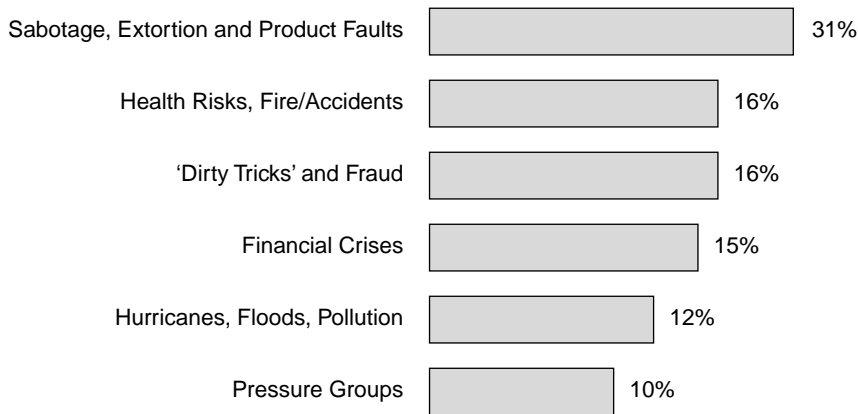 Sabotage, Extortion and Product Faults 31%
Health Risks, Fire/Accidents 16%
‘Dirty Tricks’ and Fraud 16%
Financial Crises 15%
Hurricanes, Floods, Pollution 12%
Pressure Groups 10%